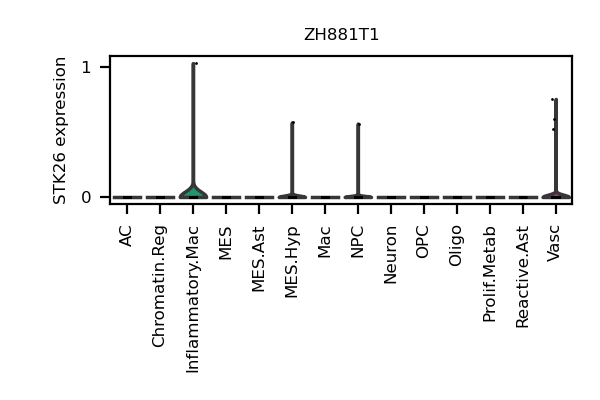 ZH881T1
STK26 expression
1
0
AC
Chromatin.Reg
Inflammatory.Mac
MES
MES.Ast
MES.Hyp
Mac
NPC
Neuron
OPC
Oligo
Prolif.Metab
Reactive.Ast
Vasc